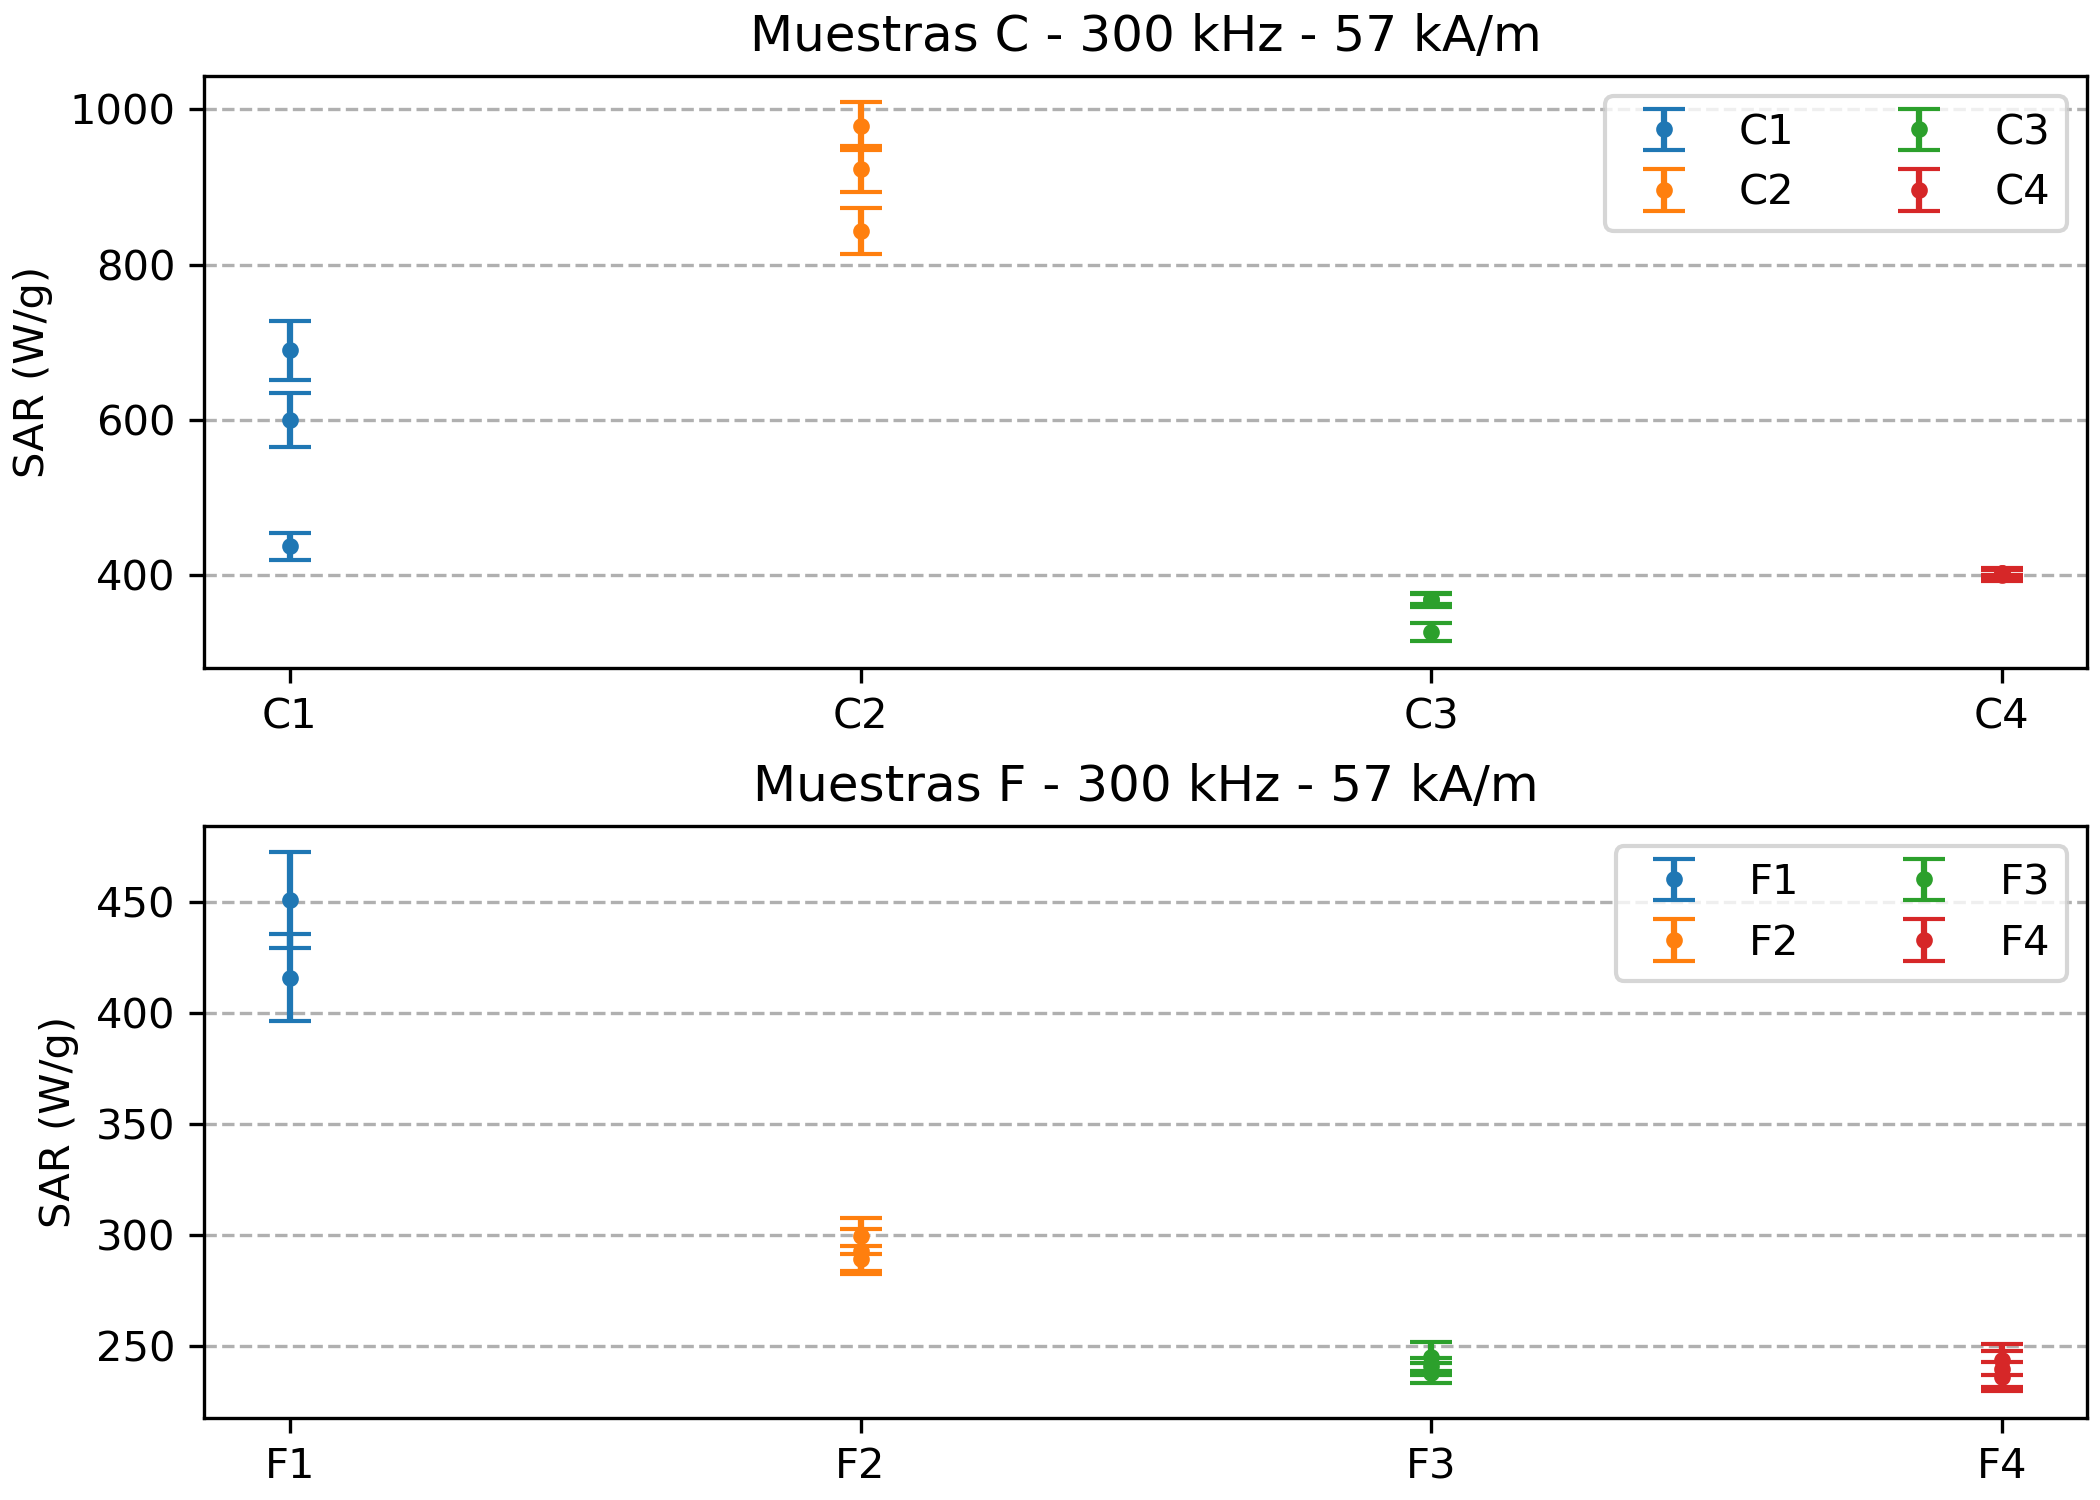 Muestras C - 300 kHz - 57 kA/m
SAR (W/g)
1000
800
600
400
C1
C2
C3
C4
C1
C2
C3
C4
Muestras F - 300 kHz - 57 kA/m
SAR (W/g)
450
400
350
300
250
F1
F2
F3
F4
F1
F2
F3
F4